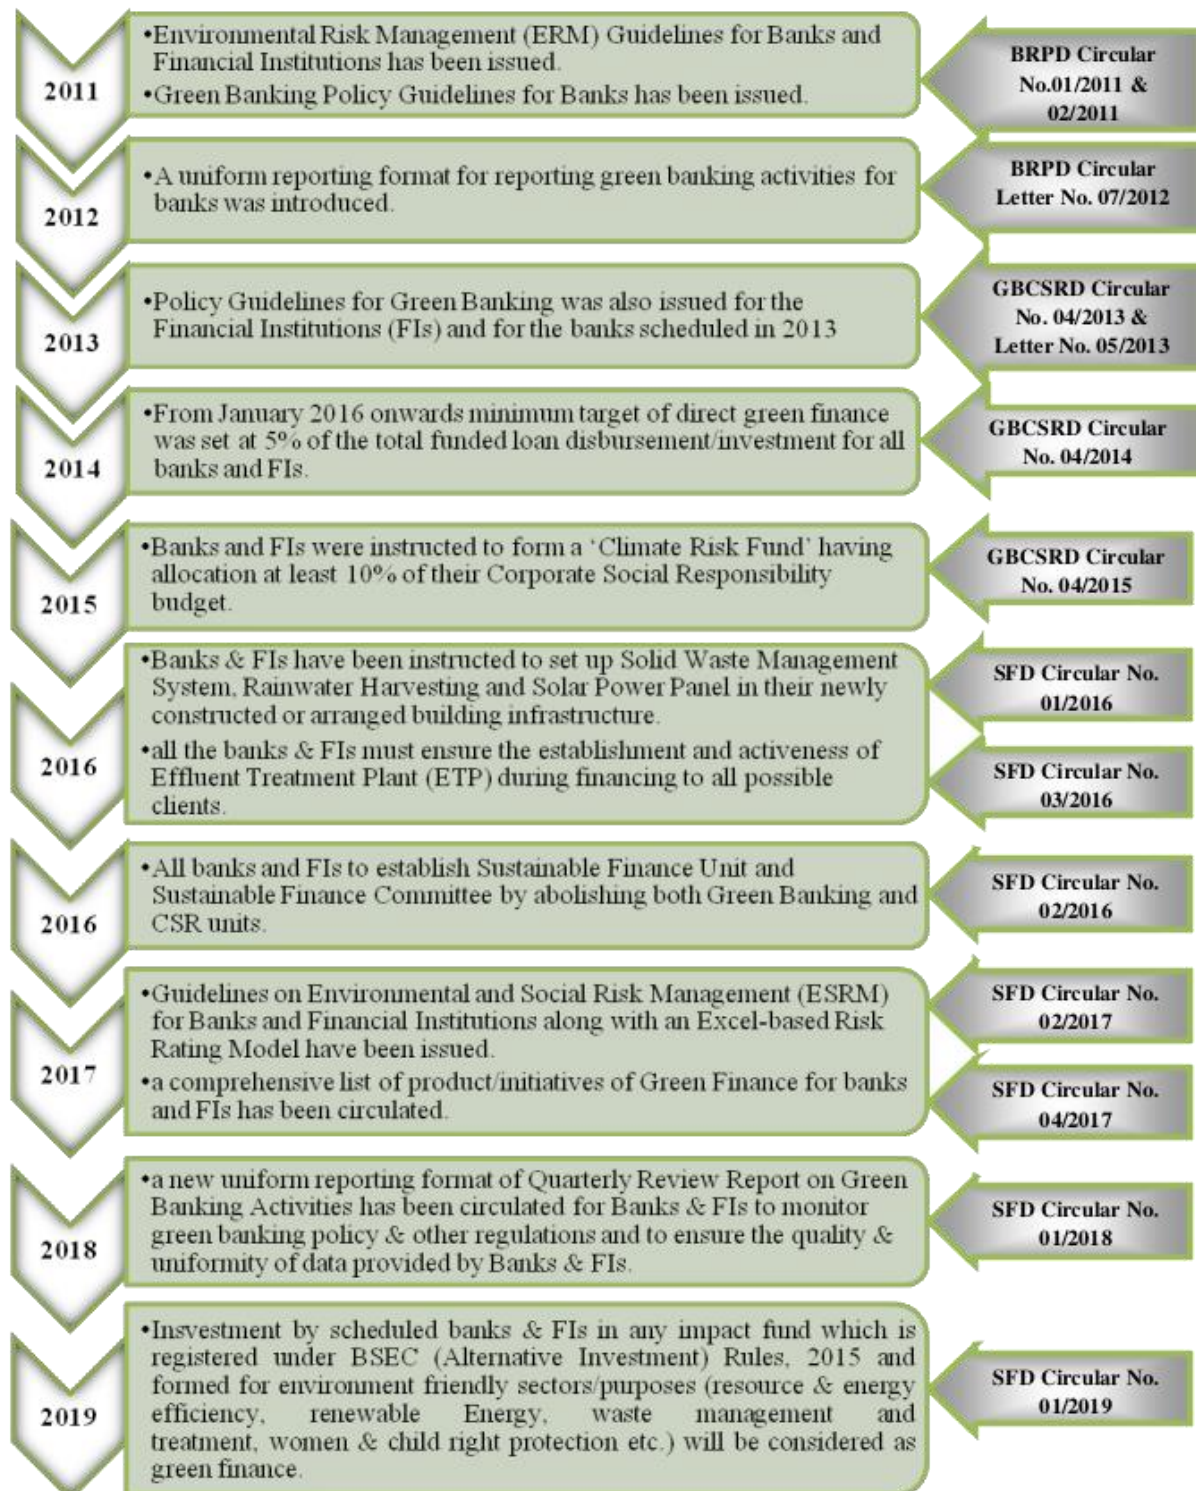 2011
•Environmental Risk Management (ERM) Guidelines for Banks and
Financial Institutions has been issued.
•Green Banking Policy Guidelines for Banks has been issued.
BRPD Circular
No.01/2011 &
02/2011
2012
•A uniform reporting format for reporting green banking activities for
banks was introduced.
BRPD Circular
Letter No. 07/2012
2013
•Policy Guidelines for Green Banking was also issued for the
Financial Institutions (FIs) and for the banks scheduled in 2013
GBCSRD Circular
No. 04/2013 &
Letter No. 05/2013
2014
•From January 2016 onwards minimum target of direct green finance
was set at 5% of the total funded loan disbursement/investment for all
banks and FIs.
GBCSRD Circular
No. 04/2014
2015
•Banks and FIs were instructed to form a ‘Climate Risk Fund’ having
allocation at least 10% of their Corporate Social Responsibility
budget.
GBCSRD Circular
No. 04/2015
2016
•Banks & FIs have been instructed to set up Solid Waste Management
System, Rainwater Harvesting and Solar Power Panel in their newly
constructed or arranged building infrastructure.
•all the banks & FIs must ensure the establishment and activeness of
Effluent Treatment Plant (ETP) during financing to all possible
clients.
SFD Circular No.
01/2016
SFD Circular No.
03/2016
2016
•All banks and FIs to establish Sustainable Finance Unit and
Sustainable Finance Committee by abolishing both Green Banking and
CSR units.
SFD Circular No.
02/2016
2017
•Guidelines on Environmental and Social Risk Management (ESRM)
for Banks and Financial Institutions along with an Excel-based Risk
Rating Model have been issued.
•a comprehensive list of product/initiatives of Green Finance for banks
and FIs has been circulated.
SFD Circular No.
02/2017
SFD Circular No.
04/2017
2018
•a new uniform reporting format of Quarterly Review Report on Green
Banking Activities has been circulated for Banks & FIs to monitor
green banking policy & other regulations and to ensure the quality &
uniformity of data provided by Banks & FIs.
SFD Circular No.
01/2018
2019
•Insvestment by scheduled banks & FIs in any impact fund which is
registered under BSEC (Alternative Investment) Rules, 2015 and
formed for environment friendly sectors/purposes (resource & energy
efficiency, renewable Energy, waste management and
treatment, women & child right protection etc.) will be considered as
green finance.
SFD Circular No.
01/2019